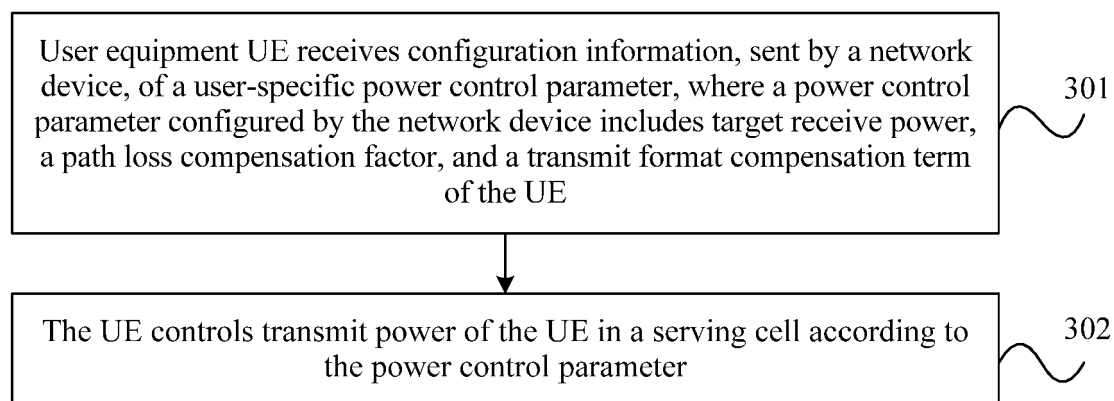 User equipment UE receives configuration information, sent by a network
device, of a user-specific power control parameter, where a power control
parameter configured by the network device includes target receive power,
a path loss compensation factor, and a transmit format compensation term
of the UE
301
The UE controls transmit power of the UE in a serving cell according to
the power control parameter
302